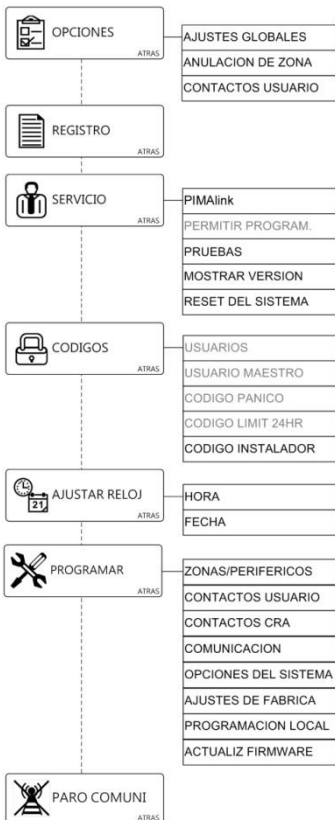 OPCIONES
ATRAS
AJUSTES GLOBALES
ANULACION DE ZONA
CONTACTOS USUARIO
REGISTRO
ATRAS
SERVICIO
ATRAS
PIMAlink
PERMITIR PROGRAM.
PRUEBAS
MOSTRAR VERSION
RESET DEL SISTEMA
CODIGOS
ATRAS
USUARIOS
USUARIO MAESTRO
CODIGO PANICO
CODIGO LIMIT 24HR
CODIGO INSTALADOR
21
AJUSTAR RELOJ
ATRAS
HORA
FECHA
PROGRAMAR
ATRAS
ZONAS/PERIFERICOS
CONTACTOS USUARIO
CONTACTOS CRA
COMUNICACION
OPCIONES DEL SISTEMA
AJUSTES DE FABRICA
PROGRAMACION LOCAL
ACTUALIZ FIRMWARE
PARO COMUNI
ATRAS